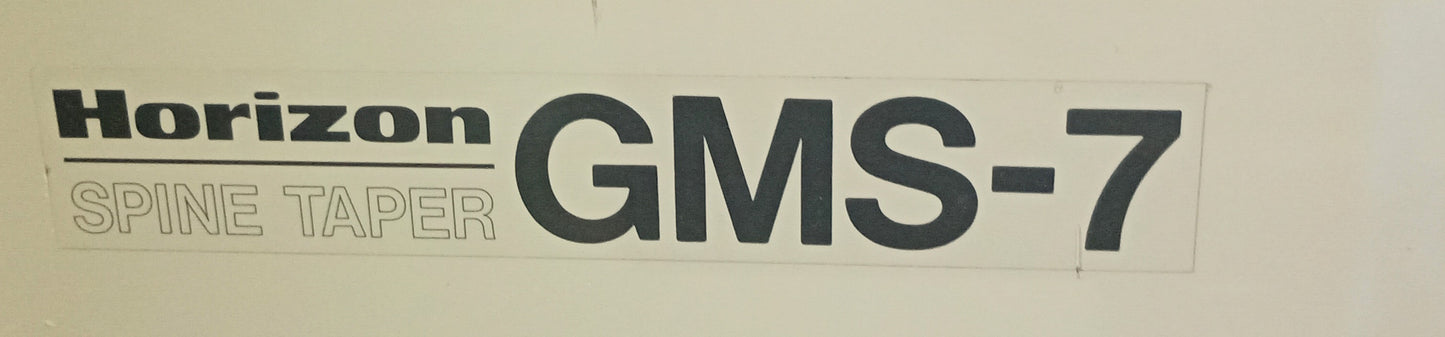 Horizon
SPINE TAPER
GMS-7